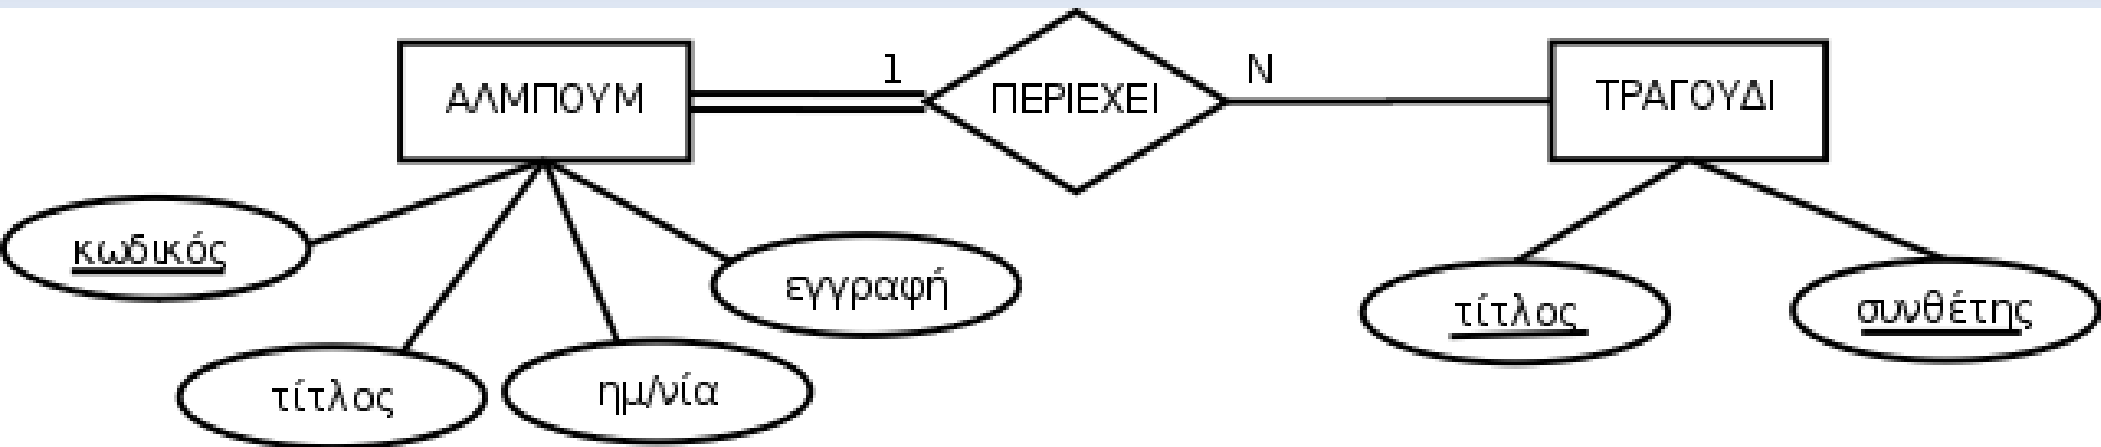 1
N
ΑΛΜΠΟΥΜ
ΠΕΡΙΕΧΕΙ
ΤΡΑΓΟΥΔΙ
κωδικός
εγγραφή
τίτλος
συνθέτης
τίτλος
ημ/νία